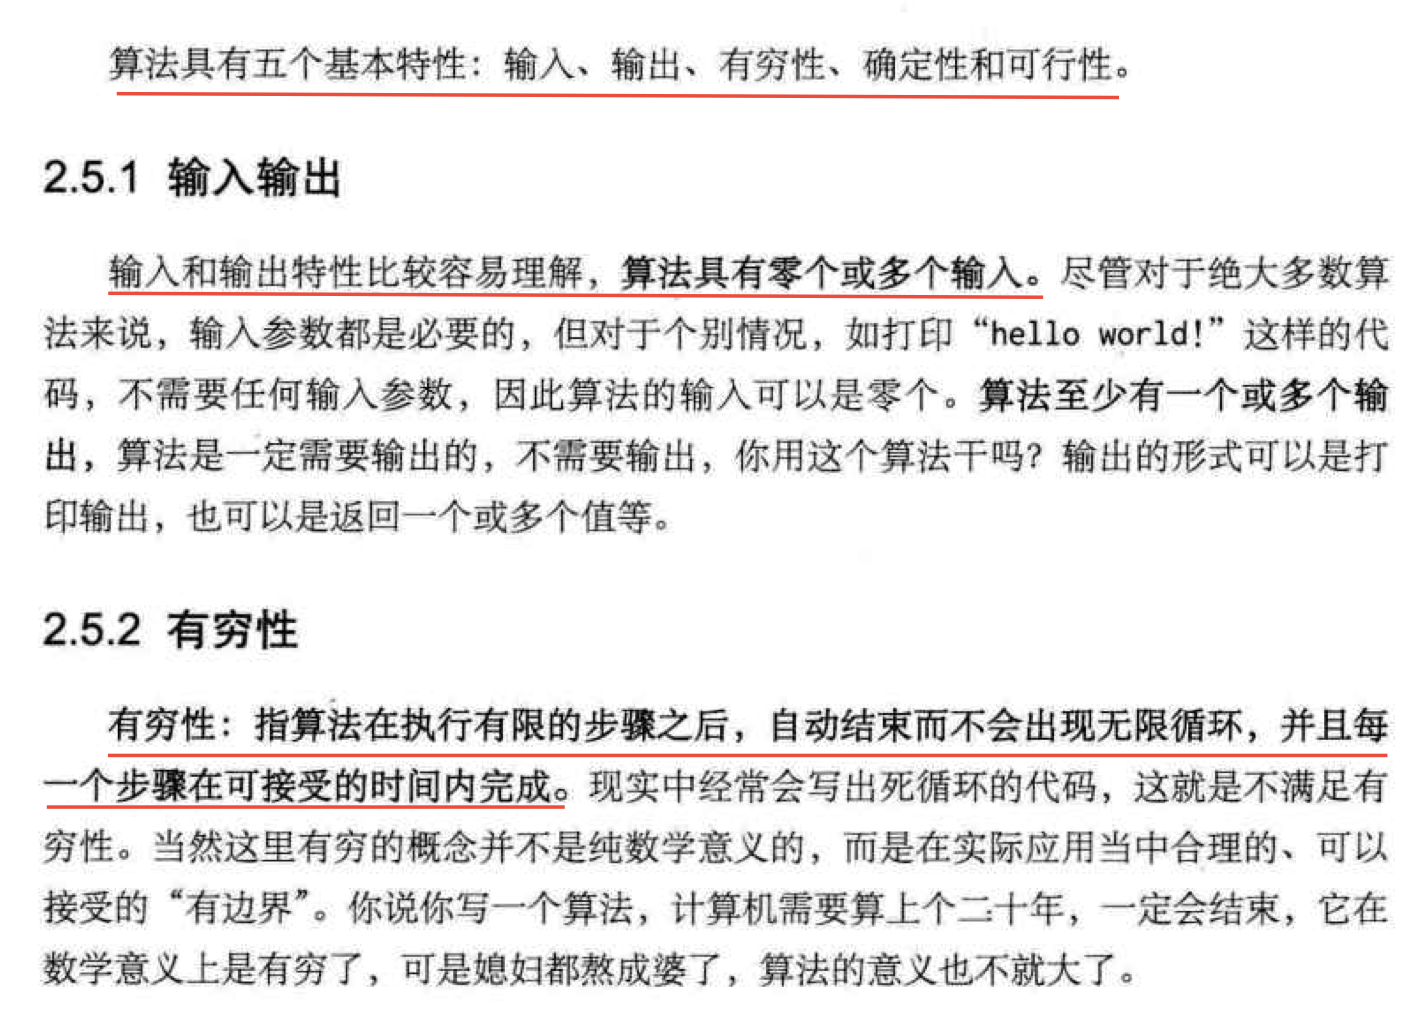 算法具有五个基本特性：输入、输出、有穷性、确定性和可行性。
2.5.1 输入输出
输入和输出特性比较容易理解，算法具有零个或多个输入。尽管对于绝大多数算
法来说，输入参数都是必要的，但对于个别情况，如打印“hello world!”这样的代
码，不需要任何输入参数，因此算法的输入可以是零个。算法至少有一个或多个输
出，算法是一定需要输出的，不需要输出，你用这个算法干吗？输出的形式可以是打
印输出，也可以是返回一个或多个值等。
2.5.2 有穷性
有穷性：指算法在执行有限的步骤之后，自动结束而不会出现无限循环，并且每
一个步骤在可接受的时间内完成。现实中经常会写出死循环的代码，这就是不满足有
穷性。当然这里有穷的概念并不是纯数学意义的，而是在实际应用当中合理的、可以
接受的“有边界”。你说你写一个算法，计算机需要算上个二十年，一定会结束，它在
数学意义上是有穷了，可是媳妇都熬成婆了，算法的意义也不就大了。